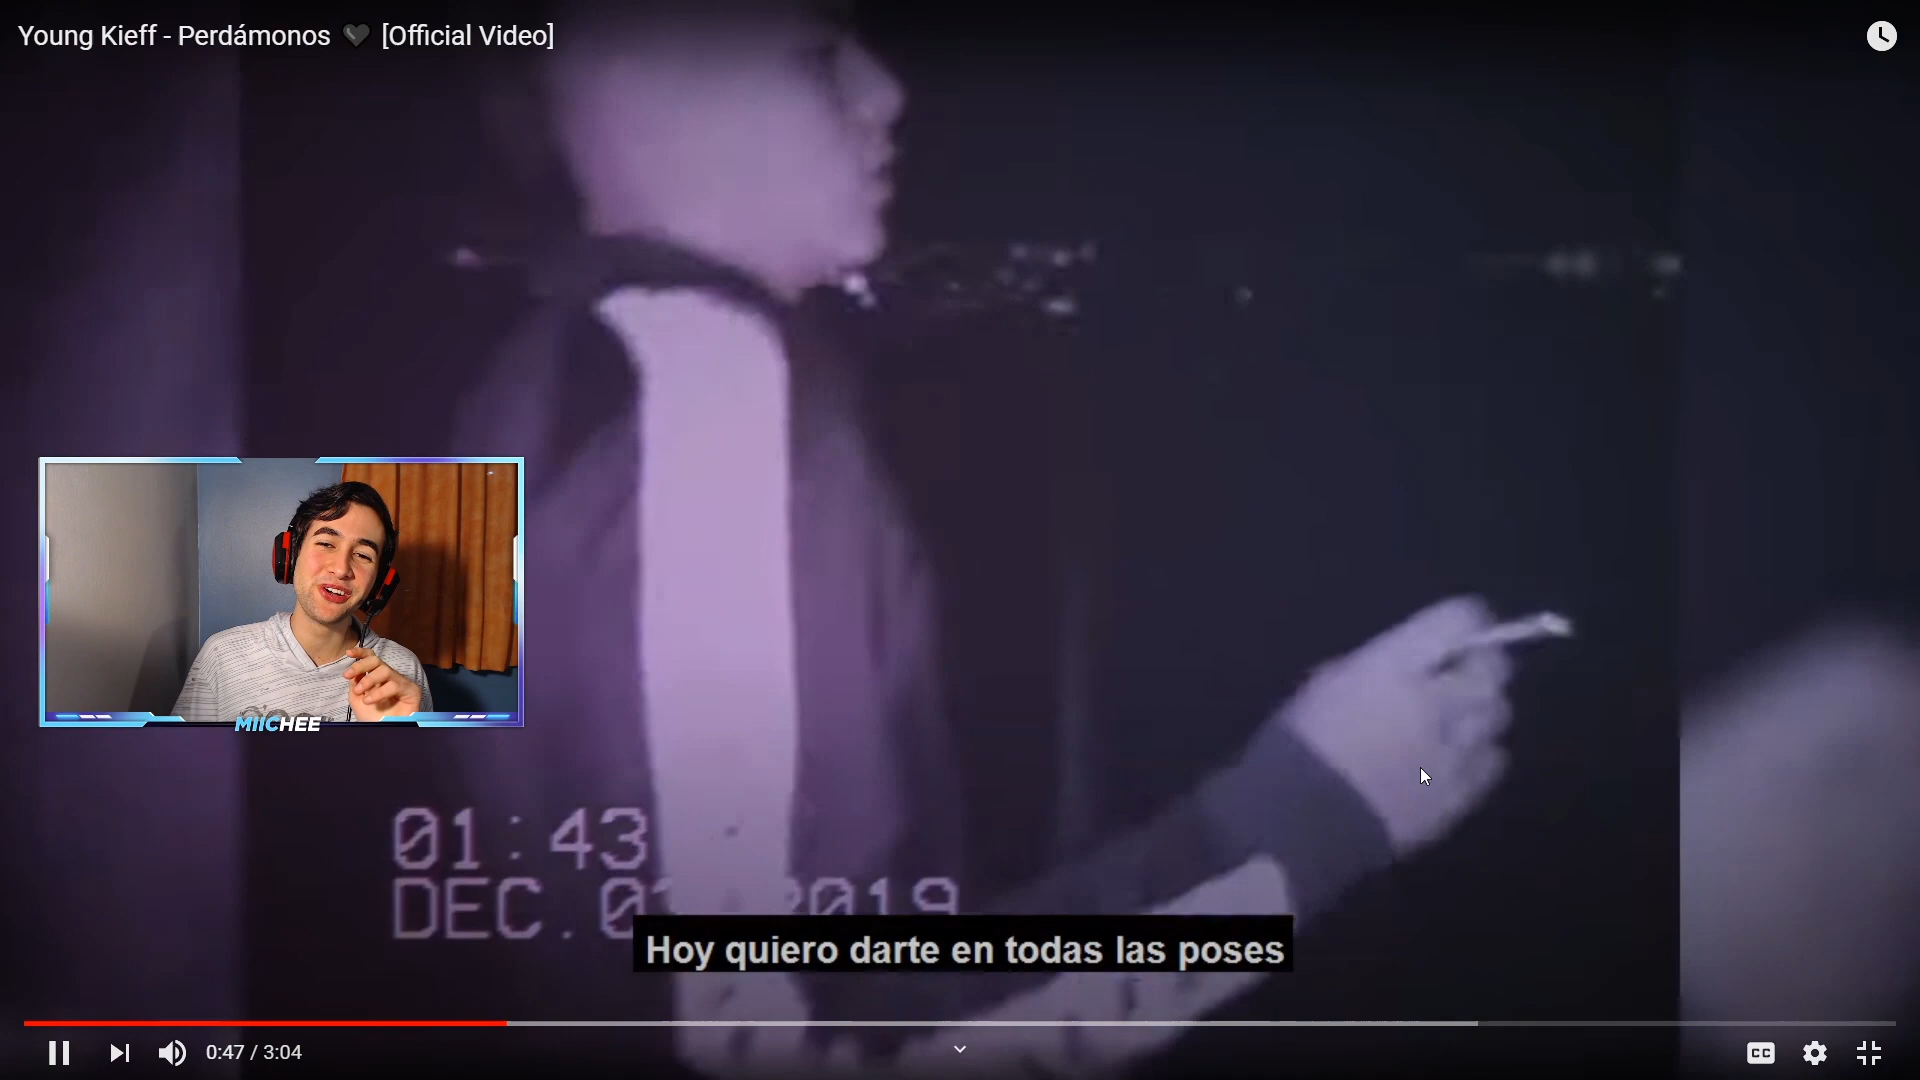 Young Kieff - Perdámonos 🖤 [Official Video]
MIICHEE
01:43
DEC.0 2019
Hoy quiero darte en todas las poses
0:47 / 3:04
CC